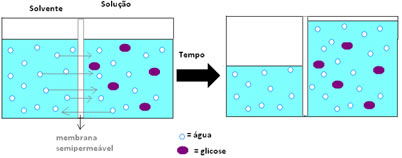 Solvente
Solução
Tempo
membrana
semipermeável
= água
= glicose